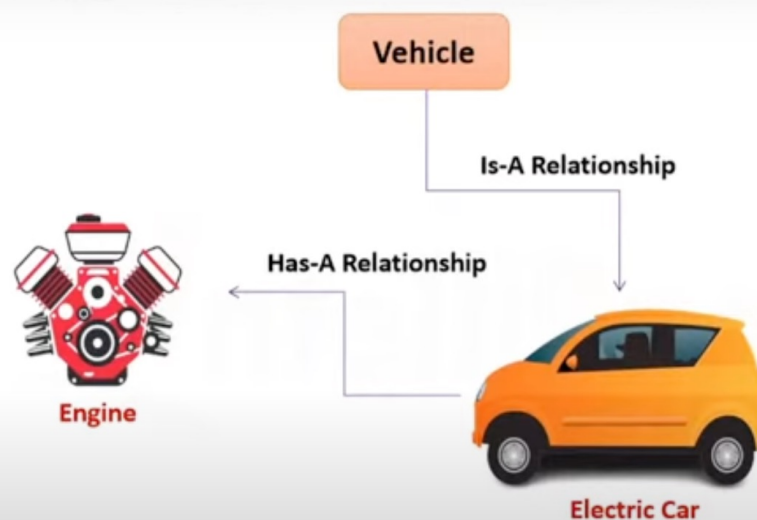 Vehicle
Is-A Relationship
Has-A Relationship
Engine
Electric Car